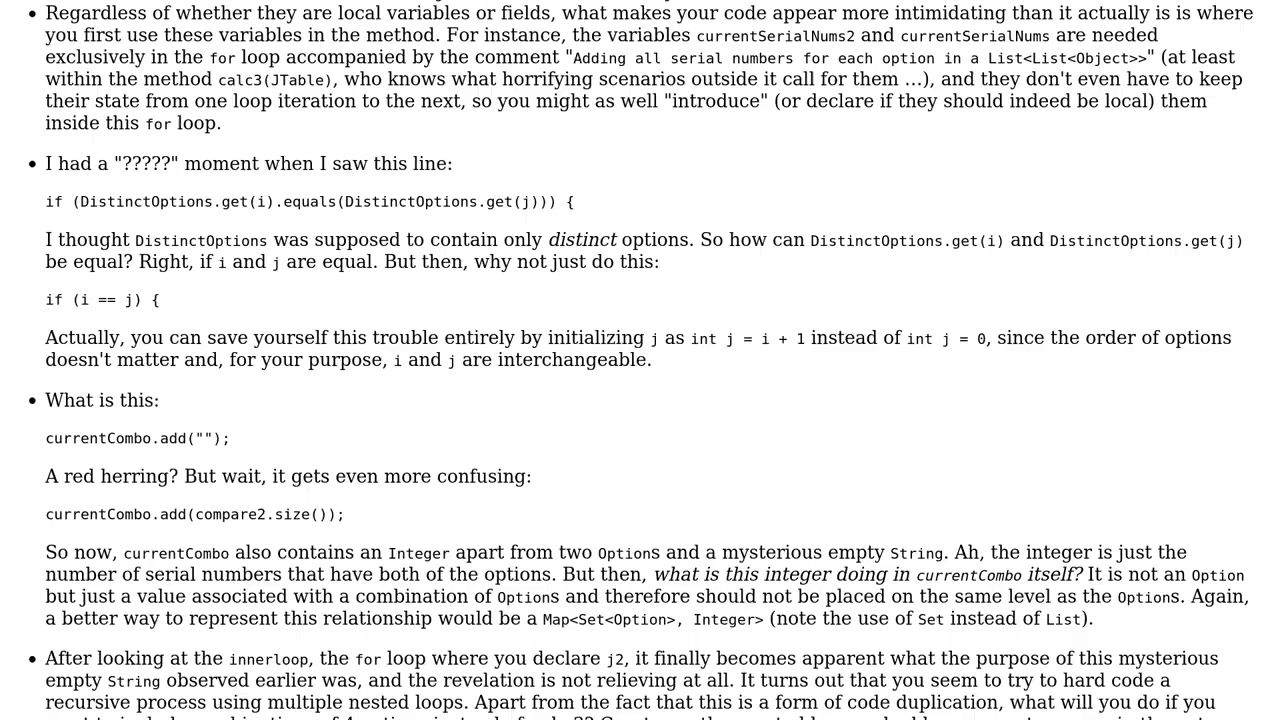 • Regardless of whether they are local variables or fields, what makes your code appear more intimidating than it actually is is where
you first use these variables in the method. For instance, the variables currentSerialNums2 and currentSerialNums are needed
exclusively in the for loop accompanied by the comment "Adding all serial numbers for each option in a List<List<Object>>" (at least
within the method calc3(JTable), who knows what horrifying scenarios outside it call for them ...), and they don't even have to keep
their state from one loop iteration to the next, so you might as well "introduce" (or declare if they should indeed be local) them
inside this for loop.
• I had a "?????" moment when I saw this line:
if (DistinctOptions.get(i).equals(DistinctOptions.get(j))) {
I thought DistinctOptions was supposed to contain only distinct options. So how can DistinctOptions.get(i) and DistinctOptions.get(j)
be equal? Right, if i and j are equal. But then, why not just do this:
if (i == j) {
Actually, you can save yourself this trouble entirely by initializing j as int j = i + 1 instead of int j = 0, since the order of options
doesn't matter and, for your purpose, i and j are interchangeable.
• What is this:
currentCombo.add("");
A red herring? But wait, it gets even more confusing:
currentCombo.add(compare2.size());
So now, currentCombo also contains an Integer apart from two Options and a mysterious empty String. Ah, the integer is just the
number of serial numbers that have both of the options. But then, what is this integer doing in currentCombo itself? It is not an Option
but just a value associated with a combination of Options and therefore should not be placed on the same level as the Options. Again,
a better way to represent this relationship would be a Map<Set<Option>, Integer> (note the use of Set instead of List).
• After looking at the innerloop, the for loop where you declare j2, it finally becomes apparent what the purpose of this mysterious
empty String observed earlier was, and the revelation is not relieving at all. It turns out that you seem to try to hard code a
recursive process using multiple nested loops. Apart from the fact that this is a form of code duplication, what will you do if you